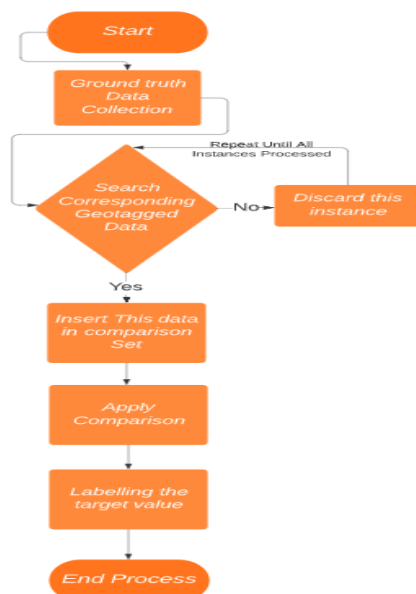 Start
Ground truth
Data
Collection
Repeat Until All
Instances Processed
Search
Corresponding
Geotagged
Data
No
Discard this
instance
Yes
Insert This data
in comparison
Set
Apply
Comparison
Labelling the
target value
End Process